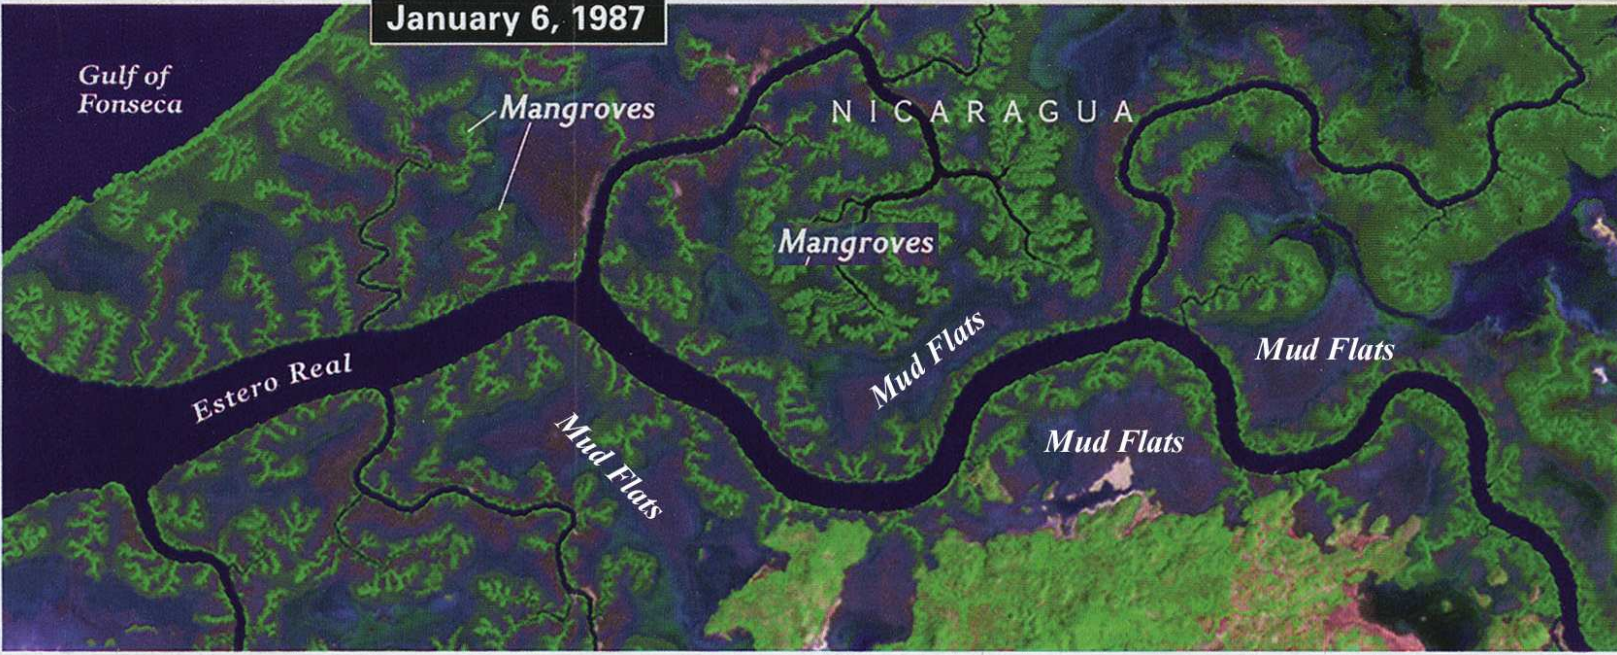 January 6, 1987
Gulf of
Fonseca
Mangroves
NICARAGUA
Mangroves
Mud Flats
Mud Flats
Estero Real
Mud Flats
Mud Flats